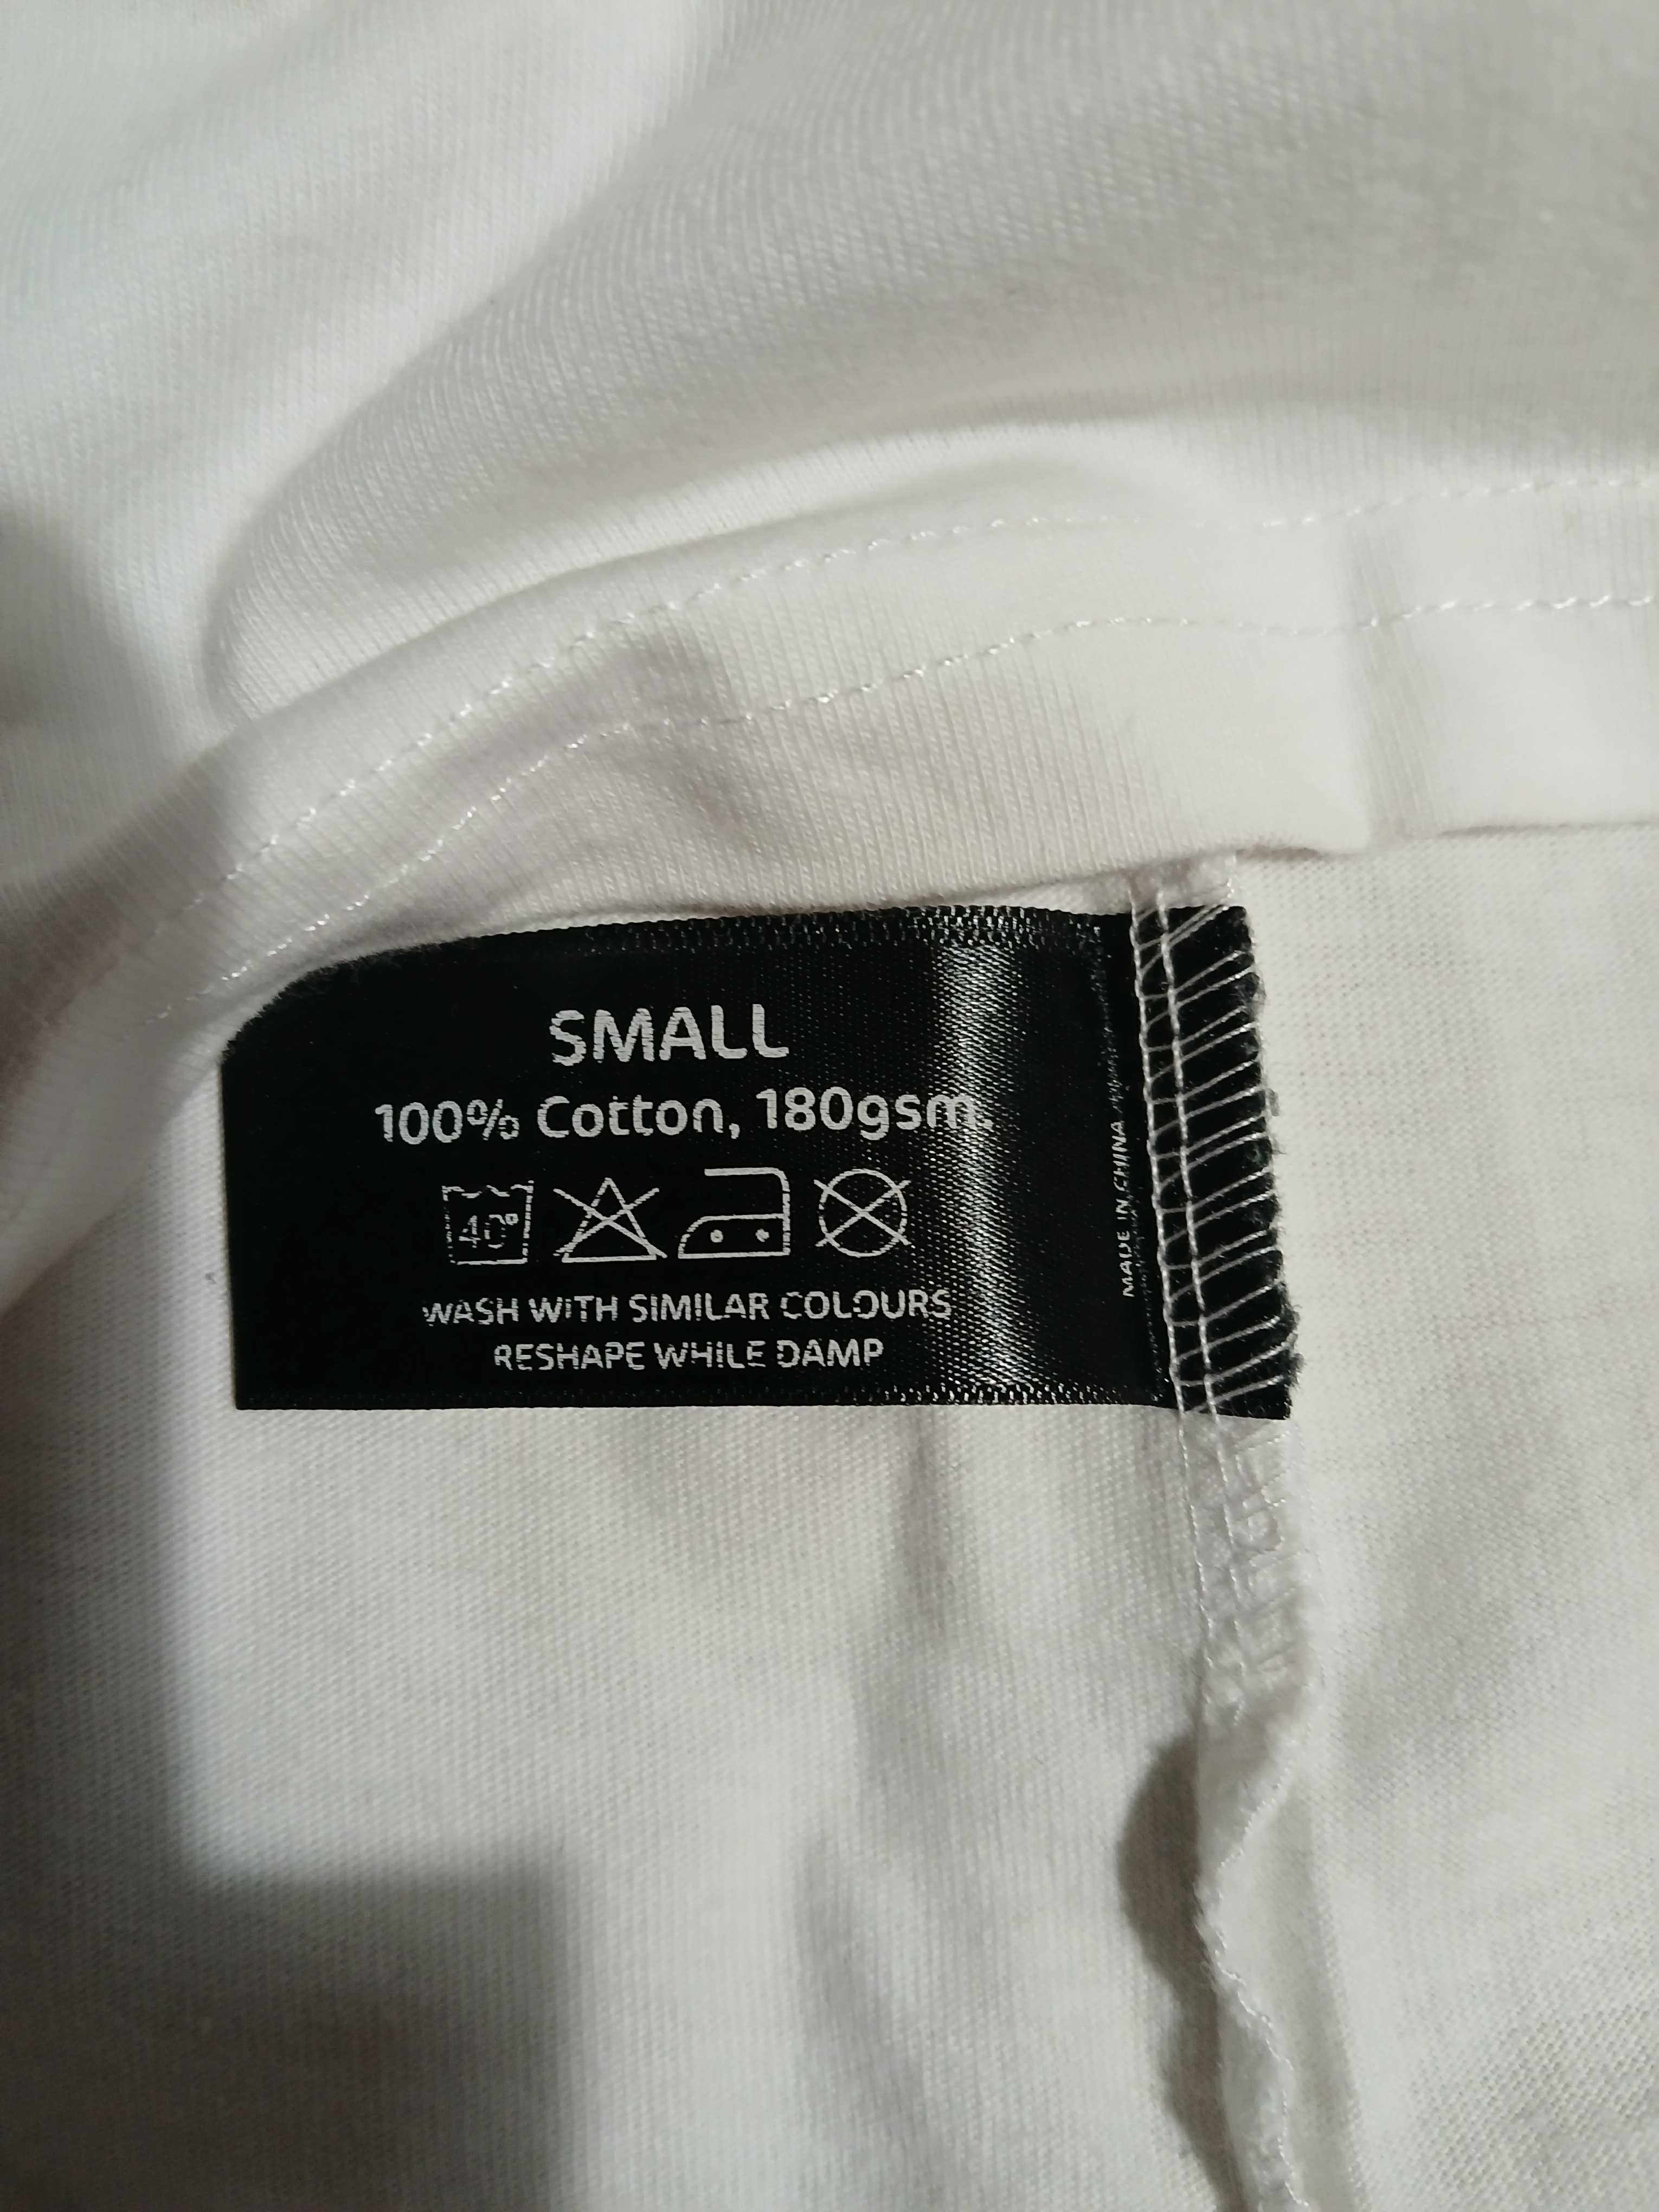 SMALL
100% Cotton, 180gsm.
40°
WASH WITH SIMILAR COLOURS
RESHAPE WHILE DAMP
MADE IN CHINA